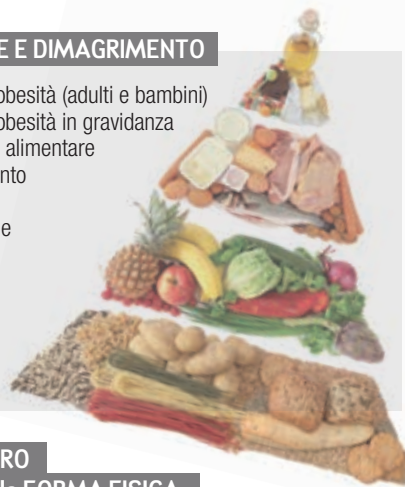 E E DIMAGRIMENTO
obesità (adulti e bambini)
obesità in gravidanza
alimentare
nto
e
RO
FORMA FISICA